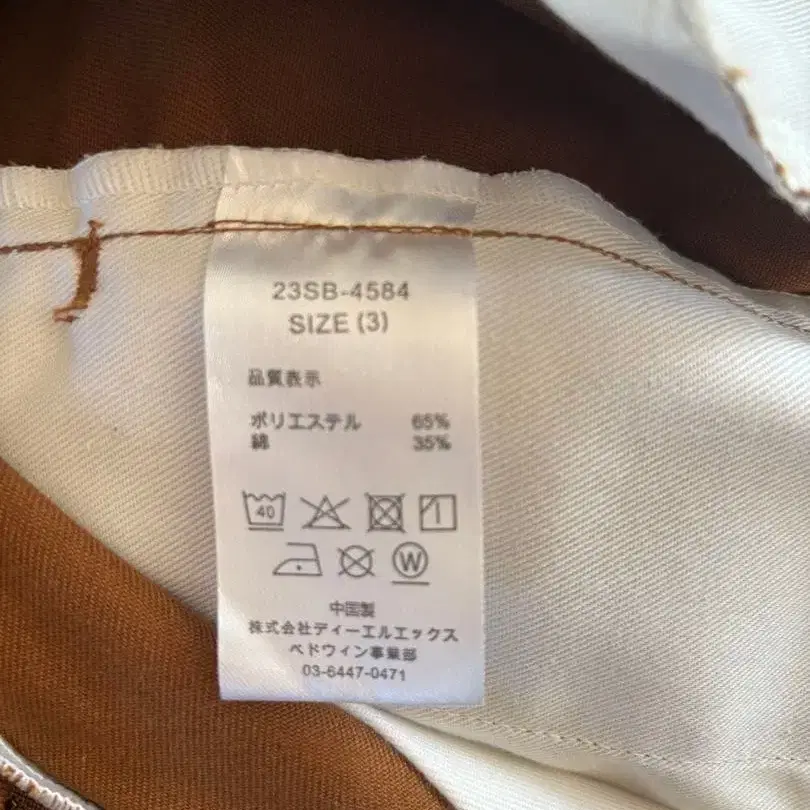 23SB-4584
SIZE (3)
品質表示
ポリエステル 65%
綿 35%
40
W
中国製
株式会社ディーエルエックス
ベドウィン事業部
03-6447-0471